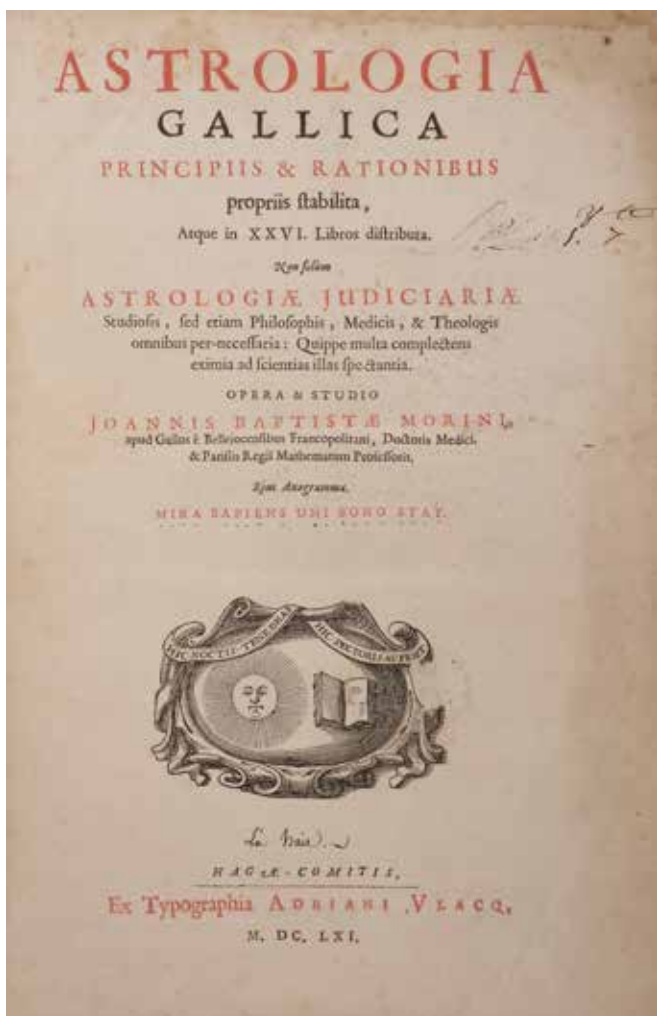 ASTROLOGIA
GALLICA
PRINCIPIIS & RATIONIBUS
propriis ſtabilita,
Atque in XXVI. Libros diſtributa.
Non ſolùm
ASTROLOGIÆ JUDICIARIÆ
Studioſis, ſed etiam Philoſophis, Medicis, & Theologis
omnibus per-neceſſaria: Quippe multa complectens
eximia ad ſcientias illas ſpectantia.
OPERA & STUDIO
JOANNIS BAPTISTÆ MORINI,
apud Gallos è Bellejocenſibus Francopolitani, Doctoris Medici.
& Pariſiis Regii Mathematum Profeſſoris.
Ejus Anagramma.
MIRA SAPIENS UNI BONO STAT.
HIC NOCTIS TENEBRAS HIC PECTORIS AUFERT
La Haie
HAGÆ-COMITIS,
Ex Typographia ADRIANI VLACQ,
M. DC. LXI.